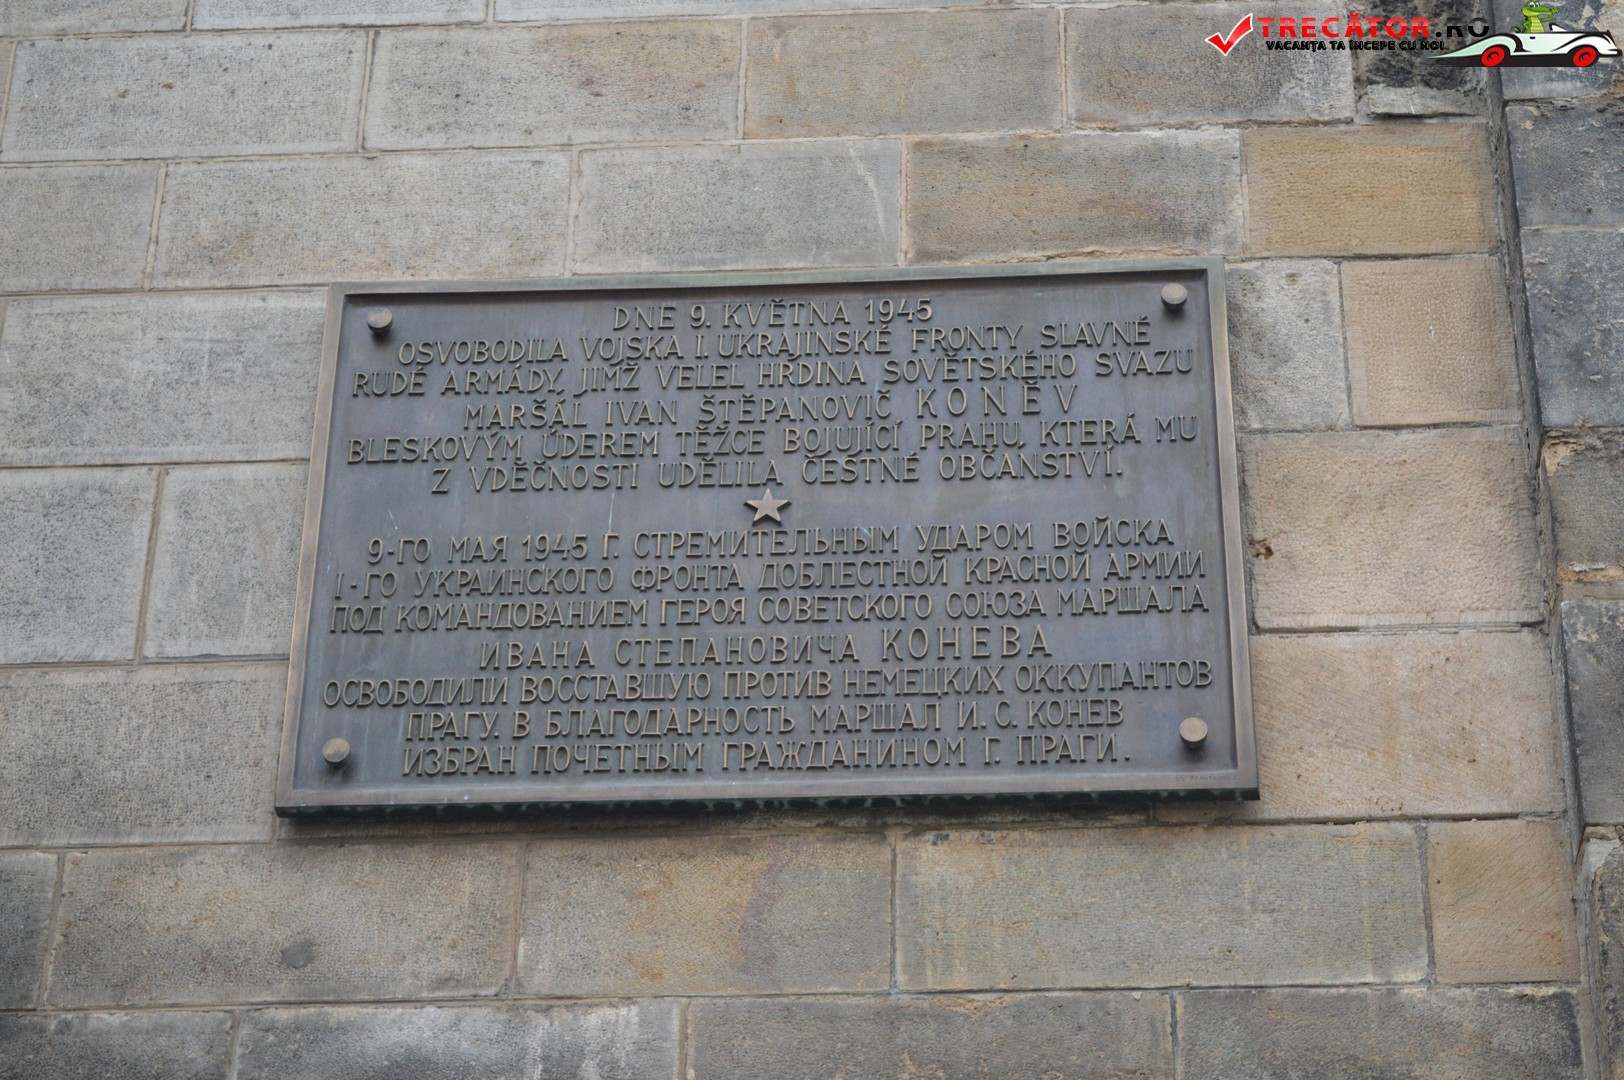 TRECĂTOR.RO
VACANȚA TA ÎNCEPE CU NOI
DNE 9. KVĚTNA 1945
OSVOBODILA VOJSKA I. UKRAJINSKÉ FRONTY SLAVNÉ
RUDÉ ARMÁDY, JIMŽ VELEL HRDINA SOVĚTSKÉHO SVAZU
MARŠÁL IVAN ŠTĚPANOVIČ KONĚV
BLESKOVÝM ÚDEREM TĚŽCE BOJUJÍCÍ PRAHU, KTERÁ MU
Z VDĚČNOSTI UDĚLILA ČESTNÉ OBČANSTVÍ.
9-ГО МАЯ 1945 Г. СТРЕМИТЕЛЬНЫМ УДАРОМ ВОЙСКА
I-ГО УКРАИНСКОГО ФРОНТА ДОБЛЕСТНОЙ КРАСНОЙ АРМИИ
ПОД КОМАНДОВАНИЕМ ГЕРОЯ СОВЕТСКОГО СОЮЗА МАРШАЛА
ИВАНА СТЕПАНОВИЧА КОНЕВА
ОСВОБОДИЛИ ВОССТАВШУЮ ПРОТИВ НЕМЕЦКИХ ОККУПАНТОВ
ПРАГУ. В БЛАГОДАРНОСТЬ МАРШАЛ И. С. КОНЕВ
ИЗБРАН ПОЧЕТНЫМ ГРАЖДАНИНОМ Г. ПРАГИ.